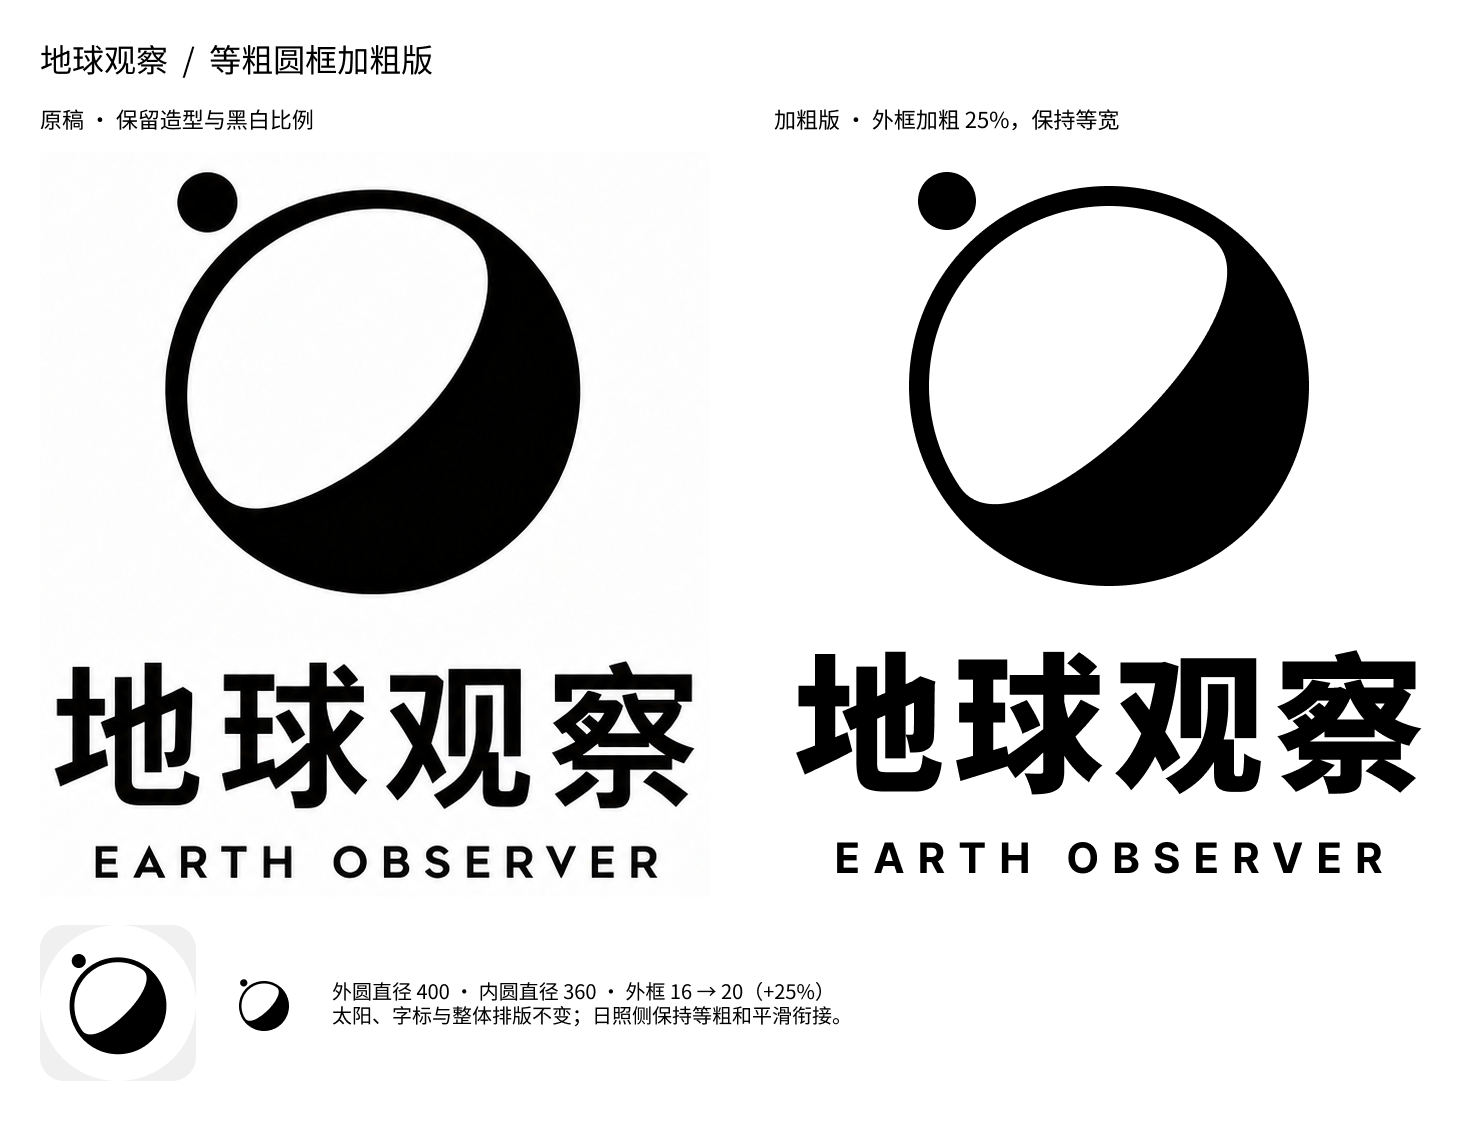 地球观察 / 等粗圆框加粗版
原稿 · 保留造型与黑白比例
加粗版 · 外框加粗 25%，保持等宽
地球观察
EARTH OBSERVER
地球观察
EARTH OBSERVER
外圆直径 400 · 内圆直径 360 · 外框 16 → 20（+25%）
太阳、字标与整体排版不变；日照侧保持等粗和平滑衔接。